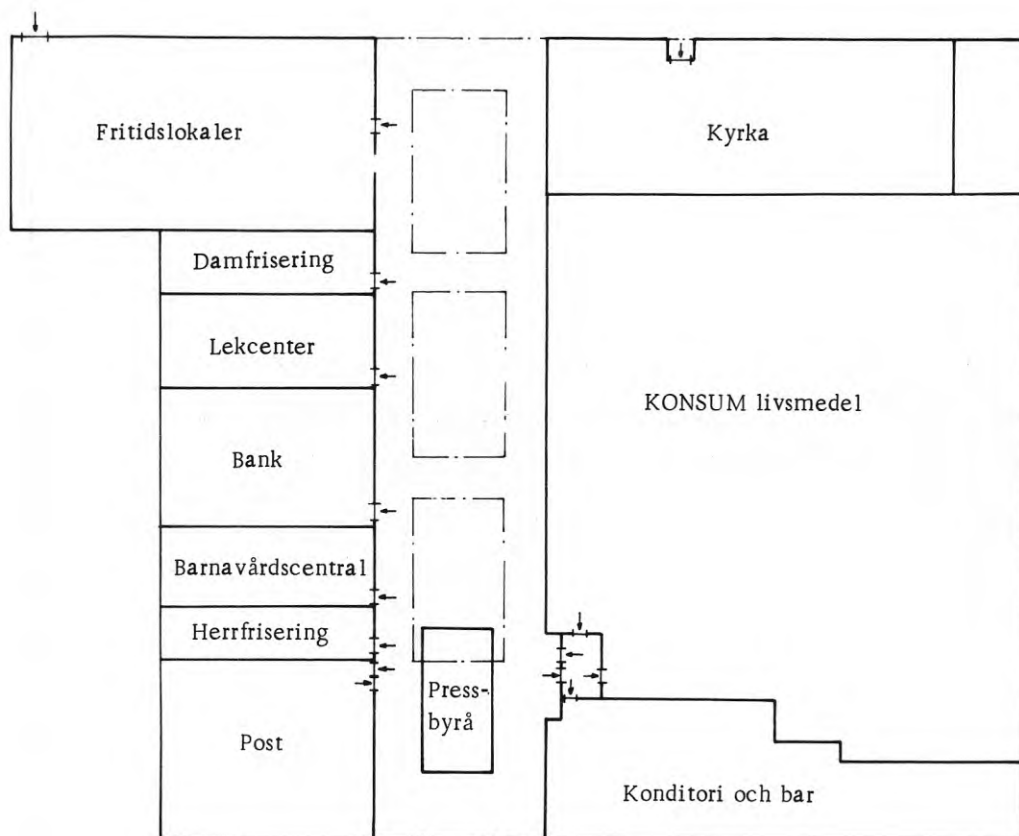 Fritidslokaler
Kyrka
Damfrisering
Lekcenter
KONSUM livsmedel
Bank
Barnavårdscentral
Herrfrisering
Press-
byrå
Post
Konditori och bar